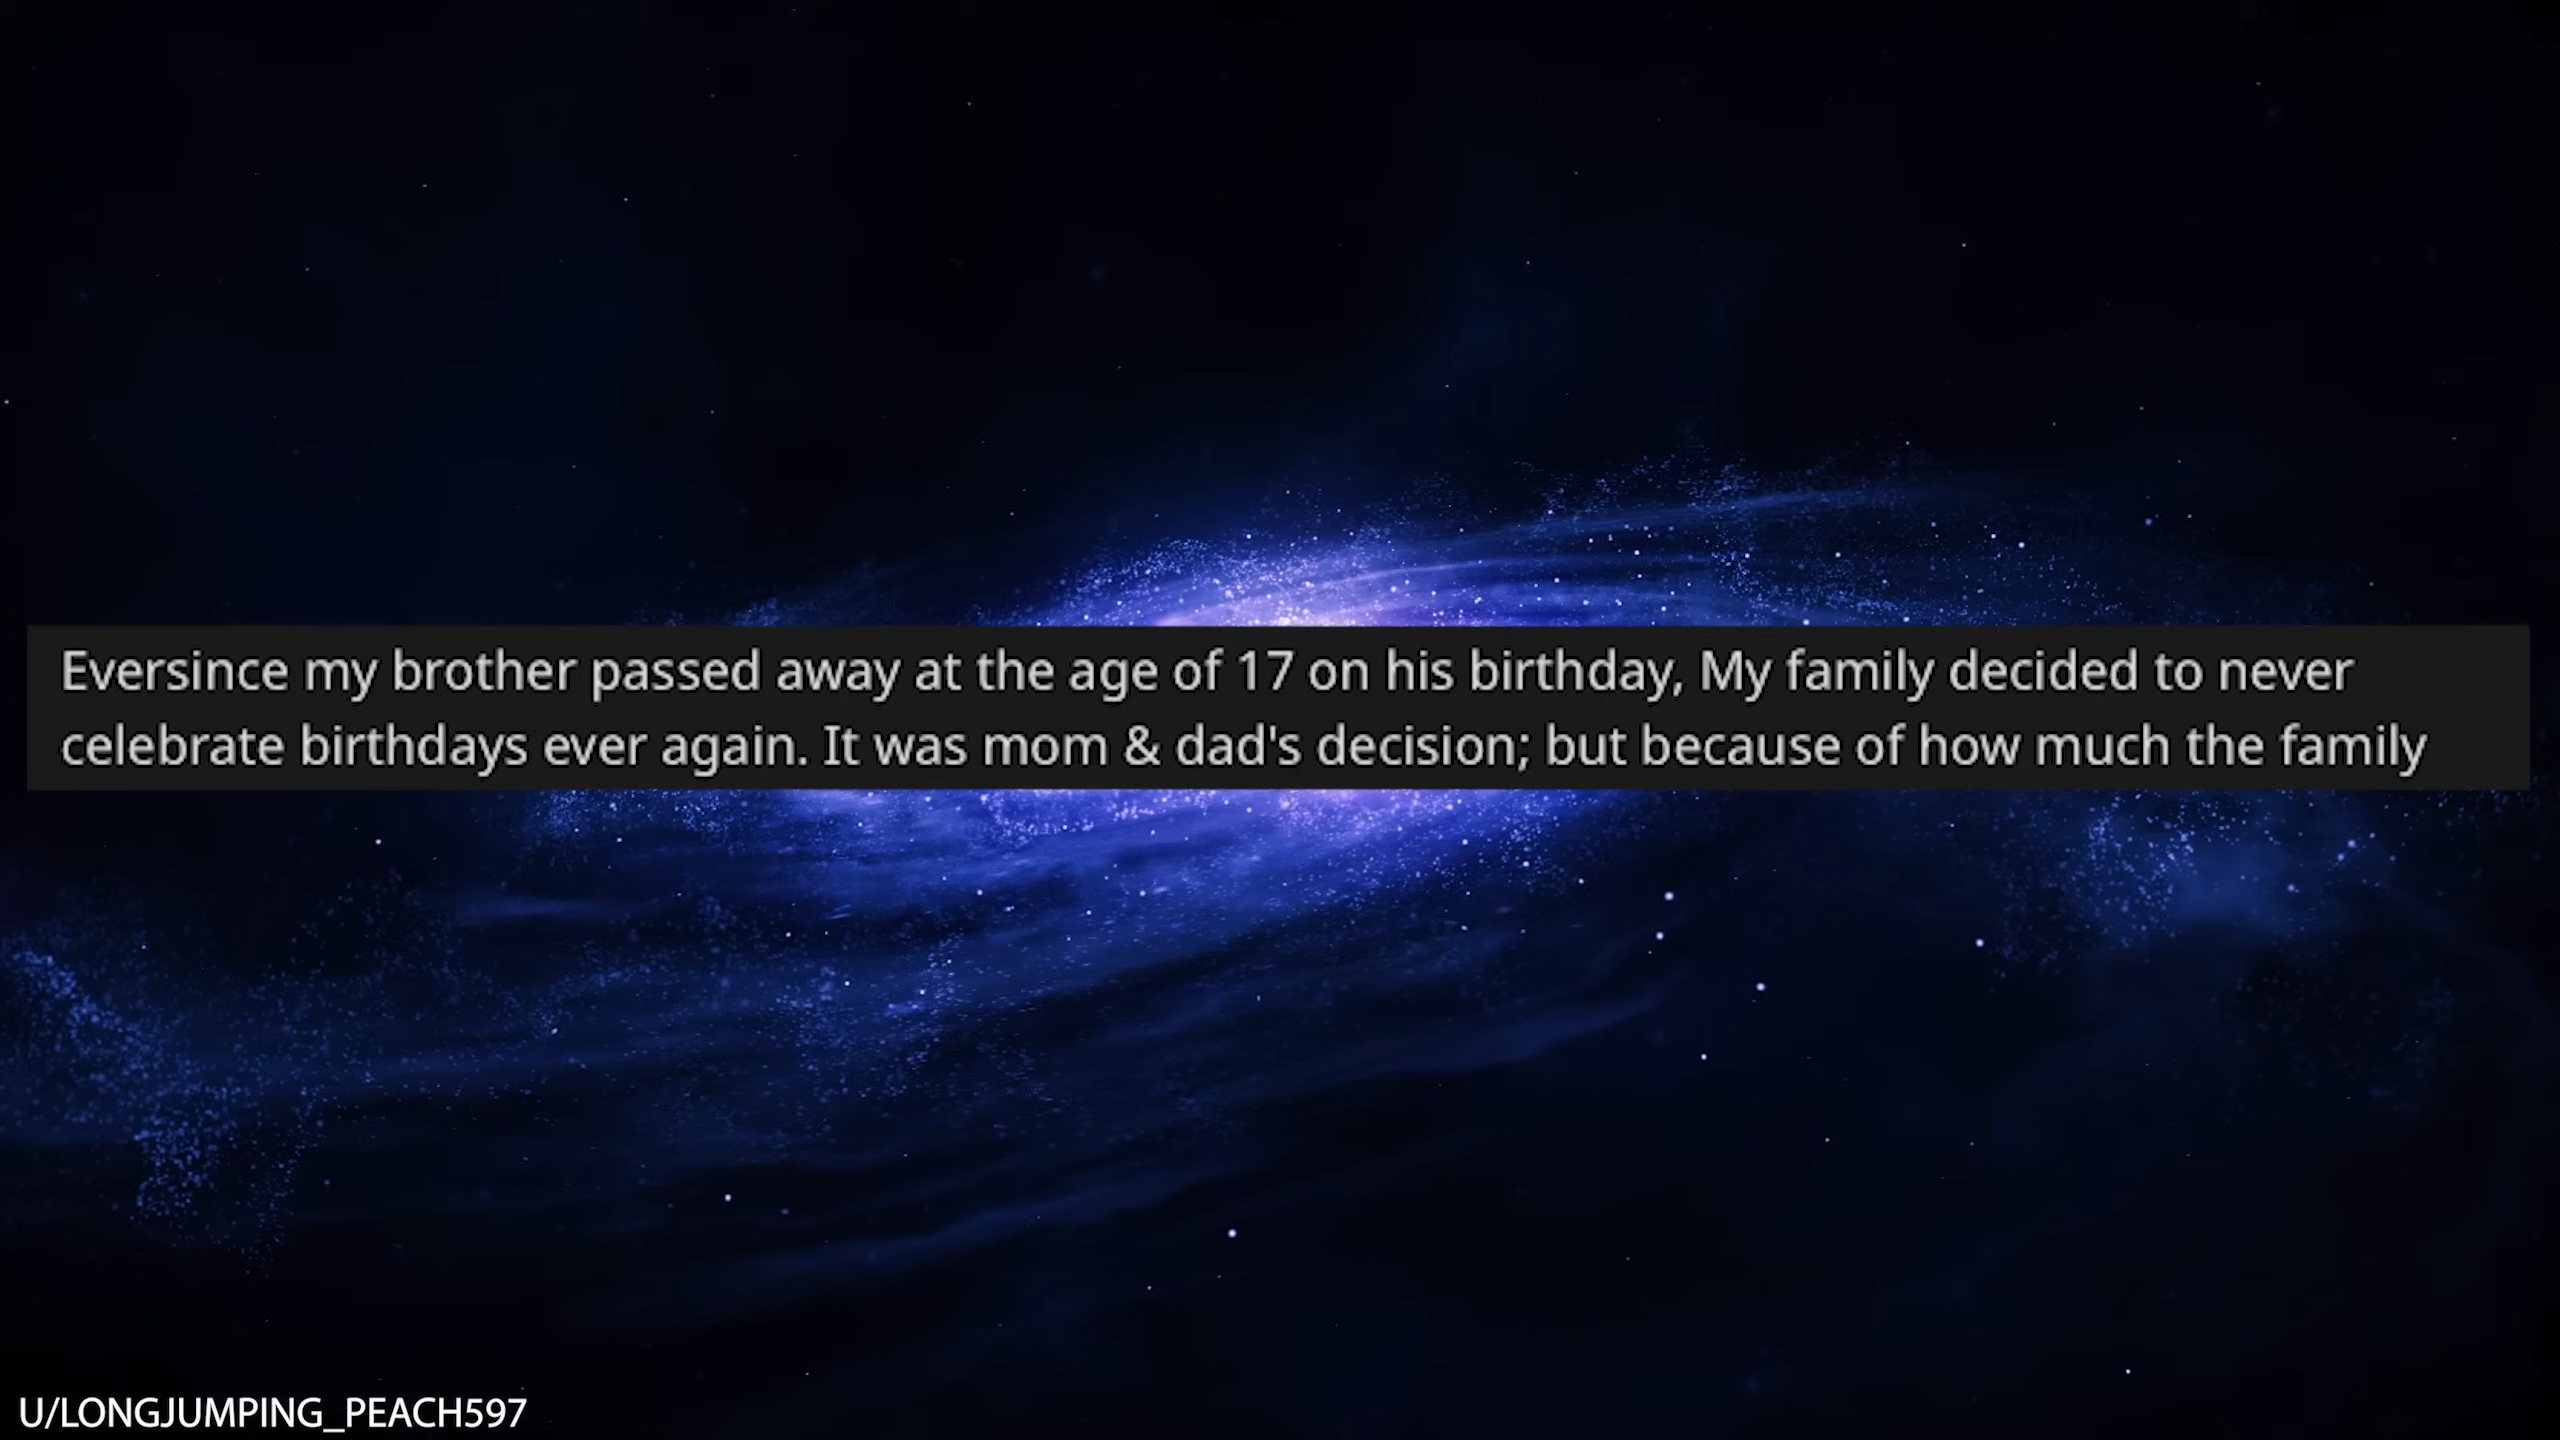 Eversince my brother passed away at the age of 17 on his birthday, My family decided to never
celebrate birthdays ever again. It was mom & dad's decision; but because of how much the family
U/LONGJUMPING_PEACH597